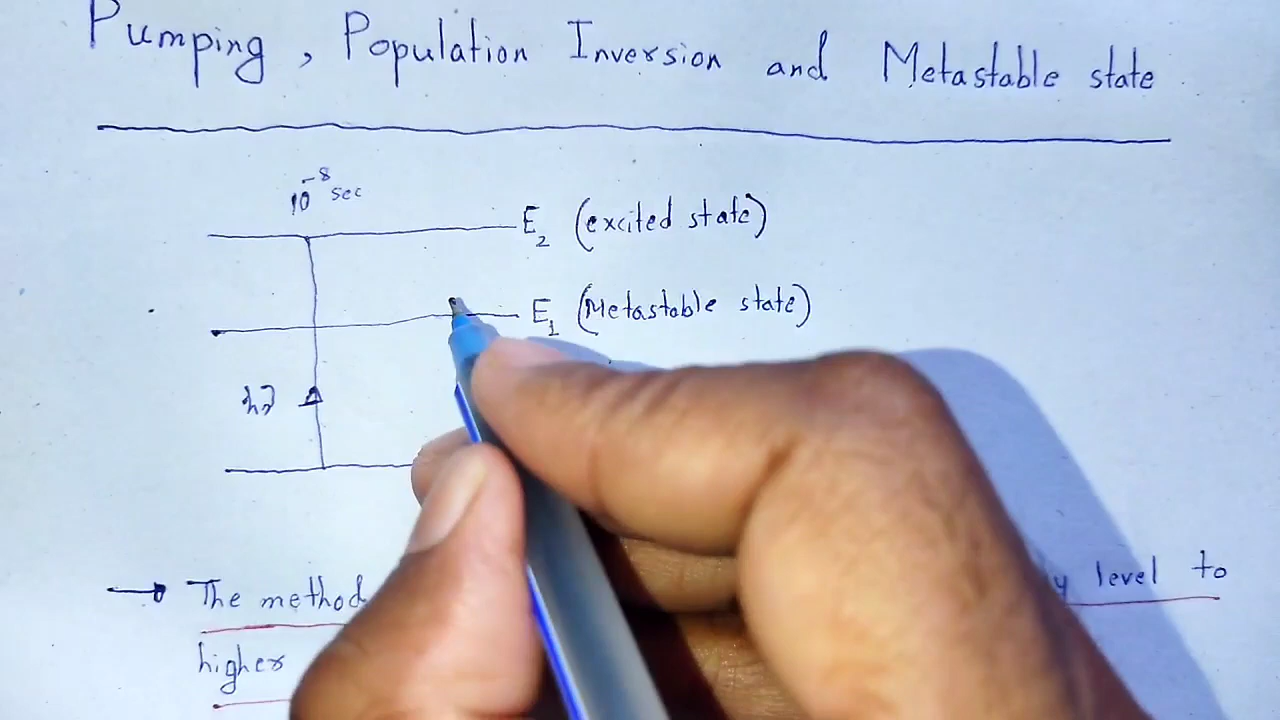 Pumping, Population Inversion and Metastable state
10⁻⁸ sec
E₂ (excited state)
E₁ (Metastable state)
hν
→ The method level to
higher